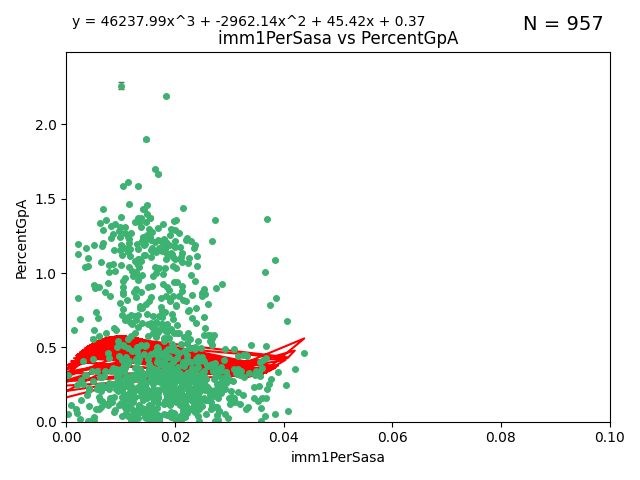 y = 46237.99x^3 + -2962.14x^2 + 45.42x + 0.37
N = 957
imm1PerSasa vs PercentGpA
PercentGpA
2.0
1.5
1.0
0.5
0.0
0.00 0.02 0.04 0.06 0.08 0.10
imm1PerSasa